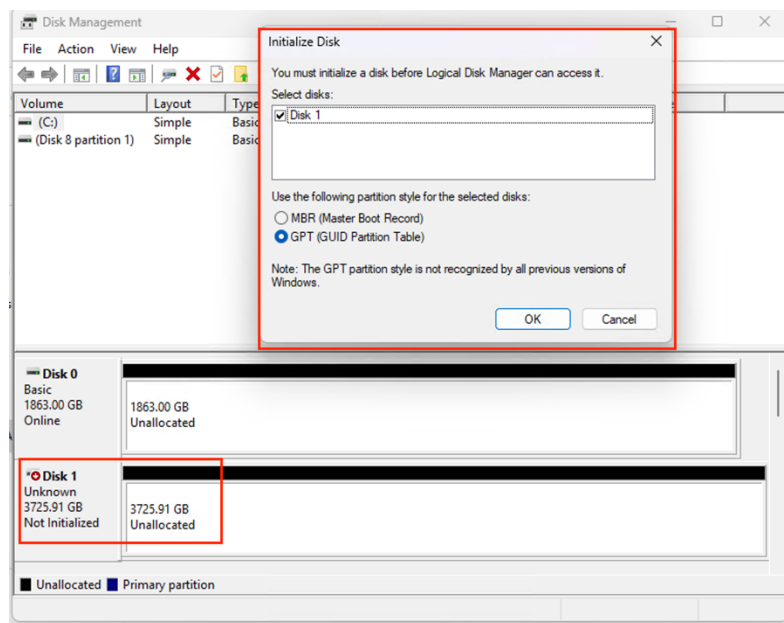 Disk Management
File Action View Help
Volume Layout Type
(C:) Simple Basic
(Disk 8 partition 1) Simple Basic
Initialize Disk
You must initialize a disk before Logical Disk Manager can access it.
Select disks:
Disk 1
Use the following partition style for the selected disks:
MBR (Master Boot Record)
GPT (GUID Partition Table)
Note: The GPT partition style is not recognized by all previous versions of
Windows.
OK Cancel
Disk 0
Basic
1863.00 GB
Online
1863.00 GB
Unallocated
Disk 1
Unknown
3725.91 GB
Not Initialized
3725.91 GB
Unallocated
Unallocated Primary partition